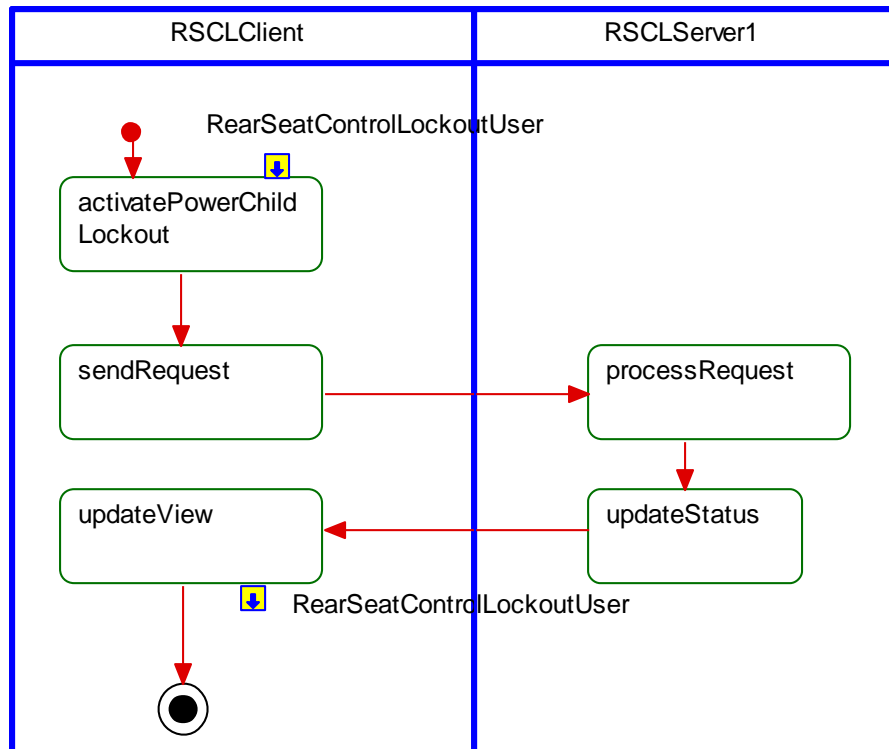 RSCLClient
RSCLServer1
RearSeatControlLockoutUser
activatePowerChild
Lockout
sendRequest
processRequest
updateView
updateStatus
RearSeatControlLockoutUser